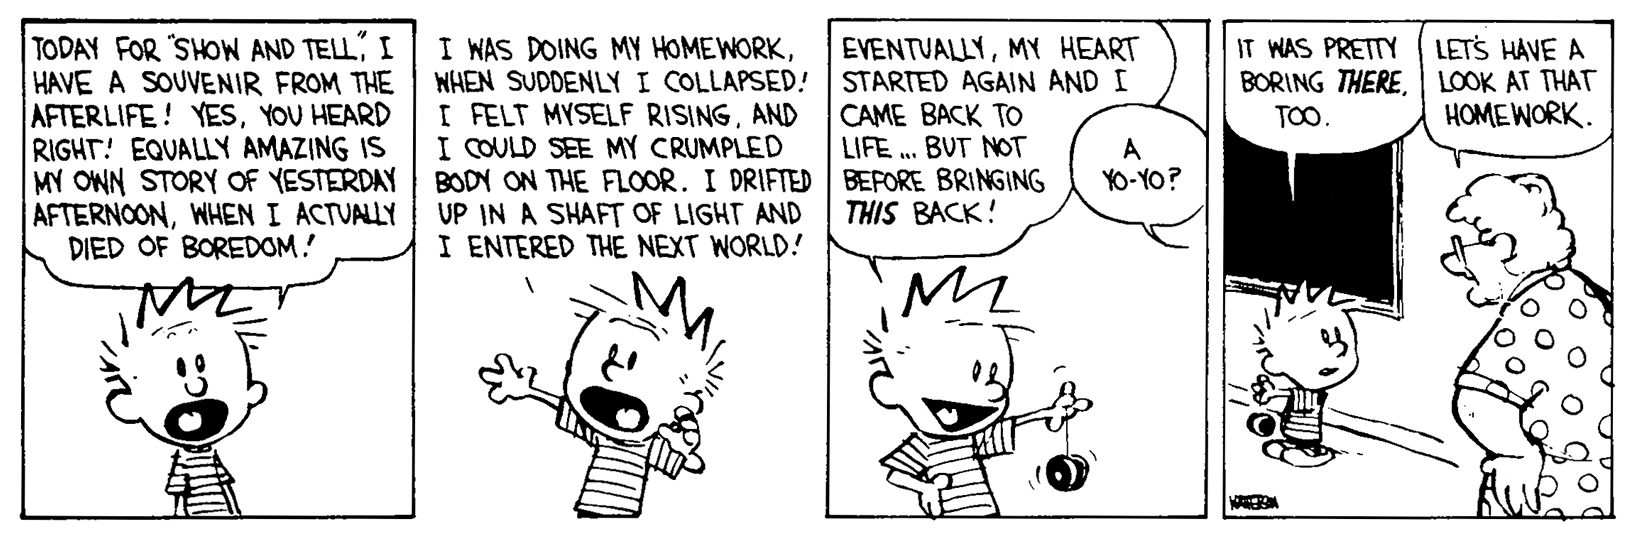 TODAY FOR "SHOW AND TELL," I
HAVE A SOUVENIR FROM THE
AFTERLIFE! YES, YOU HEARD
RIGHT! EQUALLY AMAZING IS
MY OWN STORY OF YESTERDAY
AFTERNOON, WHEN I ACTUALLY
DIED OF BOREDOM!
I WAS DOING MY HOMEWORK,
WHEN SUDDENLY I COLLAPSED!
I FELT MYSELF RISING, AND
I COULD SEE MY CRUMPLED
BODY ON THE FLOOR. I DRIFTED
UP IN A SHAFT OF LIGHT AND
I ENTERED THE NEXT WORLD!
EVENTUALLY, MY HEART
STARTED AGAIN AND I
CAME BACK TO
LIFE... BUT NOT
BEFORE BRINGING
THIS BACK!
A
YO-YO?
IT WAS PRETTY
BORING THERE,
TOO.
LET'S HAVE A
LOOK AT THAT
HOMEWORK.
WATTERSON